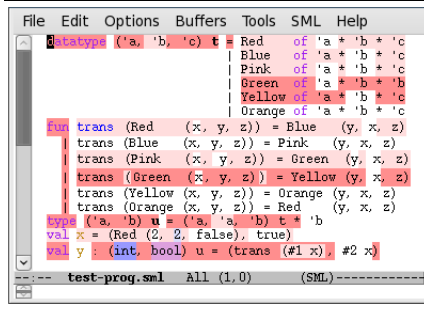 File Edit Options Buffers Tools SML Help
datatype ('a, 'b, 'c) t = Red of 'a * 'b * 'c
| Blue of 'a * 'b * 'c
| Pink of 'a * 'b * 'c
| Green of 'a * 'b * 'b
| Yellow of 'a * 'b * 'c
| Orange of 'a * 'b * 'c
fun trans (Red (x, y, z)) = Blue (y, x, z)
| trans (Blue (x, y, z)) = Pink (y, x, z)
| trans (Pink (x, y, z)) = Green (y, x, z)
| trans (Green (x, y, z)) = Yellow (y, x, z)
| trans (Yellow (x, y, z)) = Orange (y, x, z)
| trans (Orange (x, y, z)) = Red (y, x, z)
type ('a, 'b) u = ('a, 'a, 'b) t * 'b
val x = (Red (2, 2, false), true)
val y : (int, bool) u = (trans (#1 x), #2 x)
--:-- test-prog.sml All (1,0) (SML)------------